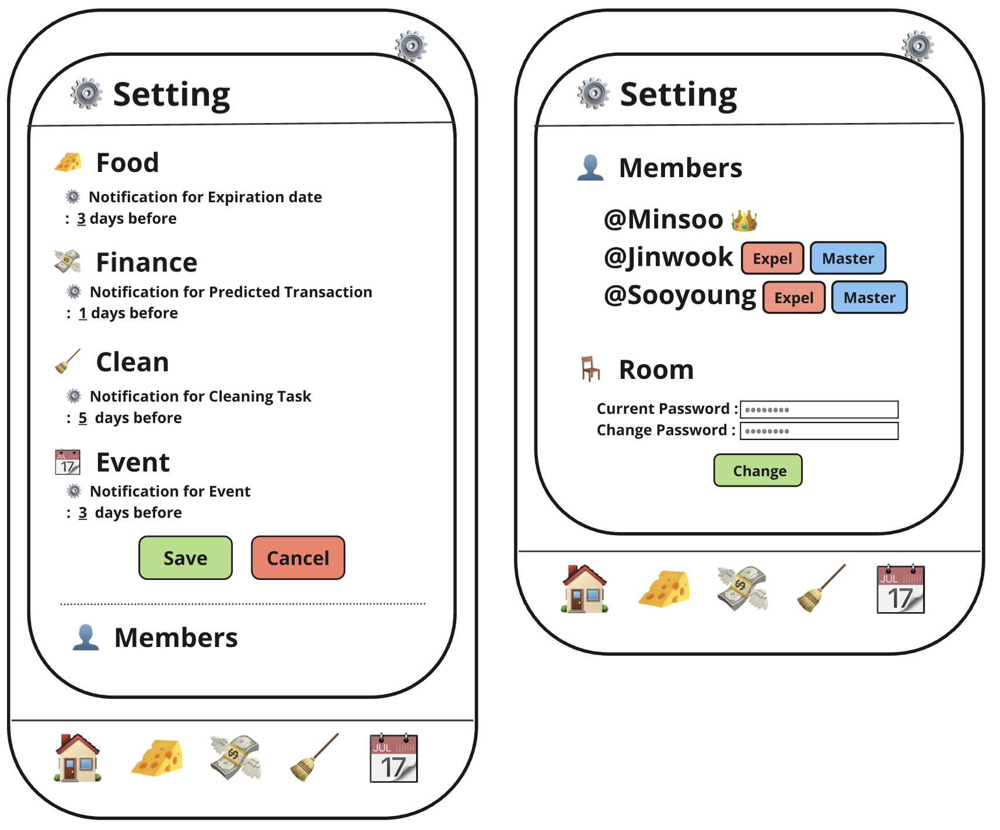 Setting
Food
Notification for Expiration date
: 3 days before
Finance
Notification for Predicted Transaction
: 1 days before
Clean
Notification for Cleaning Task
: 5 days before
Event
Notification for Event
: 3 days before
Save Cancel
Members
JUL
17
Setting
Members
@Minsoo
@Jinwook Expel Master
@Sooyoung Expel Master
Room
Current Password : ••••••••
Change Password : ••••••••
Change
JUL
17